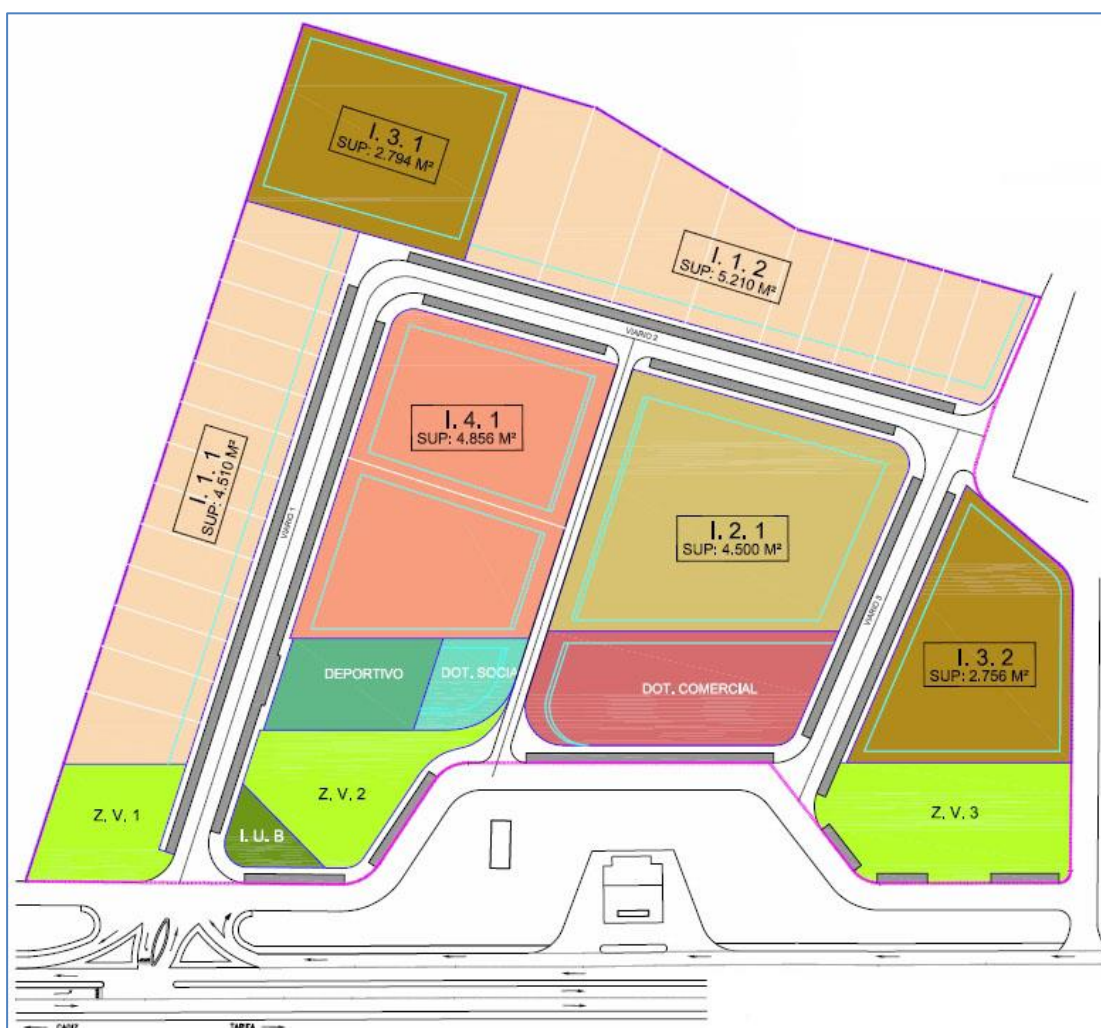 I. 3. 1
SUP: 2.794 M²
I. 1. 2
SUP: 5.210 M²
VIARIO 2
I. 4. 1
SUP: 4.856 M²
I. 1. 1
SUP: 4.510 M²
VIARIO 1
I. 2. 1
SUP: 4.500 M²
VIARIO 3
I. 3. 2
SUP: 2.756 M²
DEPORTIVO
DOT. SOCIA
DOT. COMERCIAL
Z. V. 1
Z. V. 2
I. U. B
Z. V. 3
CADIZ
TARIFA